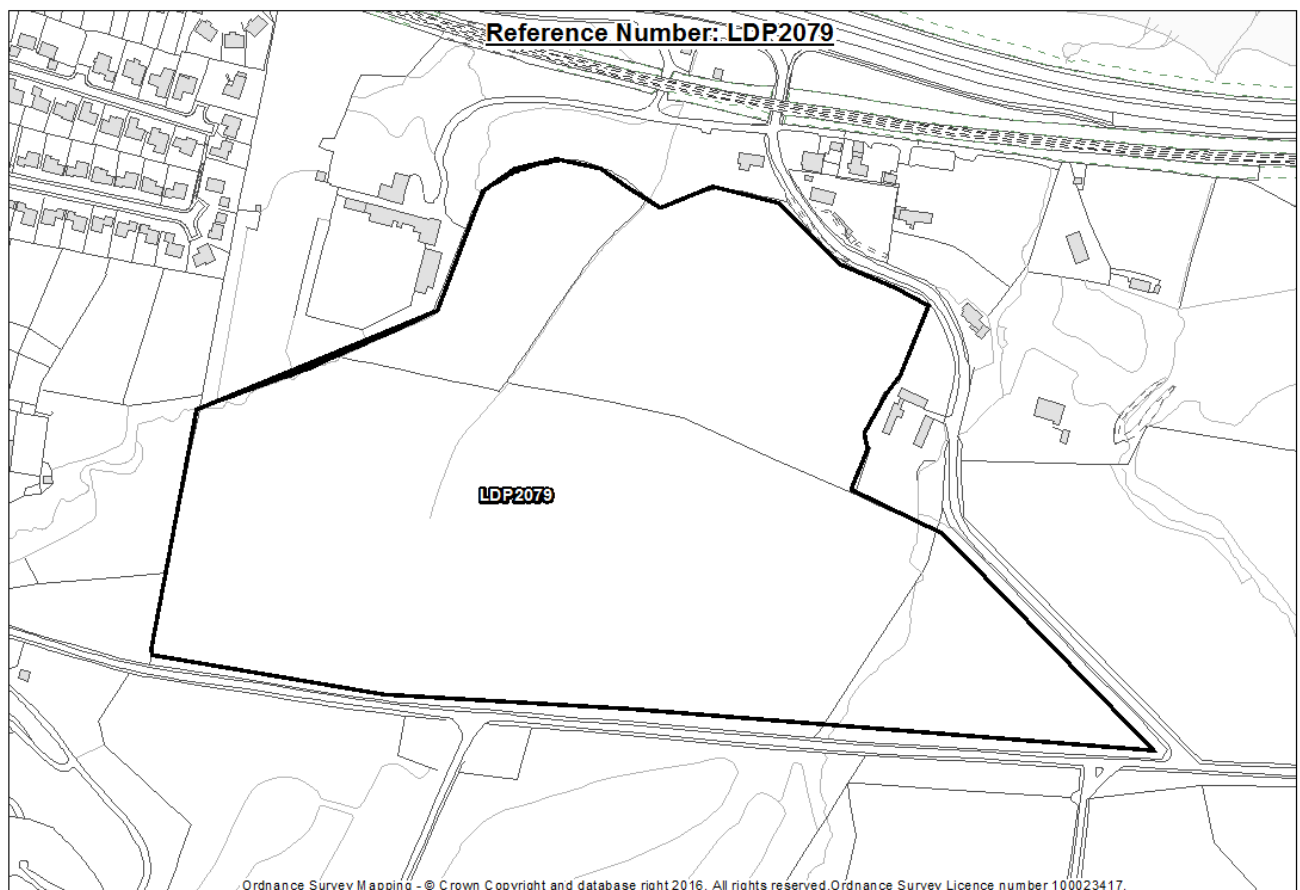 Reference Number: LDP2079
LDP2079
Ordnance Survey Mapping - © Crown Copyright and database right 2016. All rights reserved.Ordnance Survey Licence number 100023417.